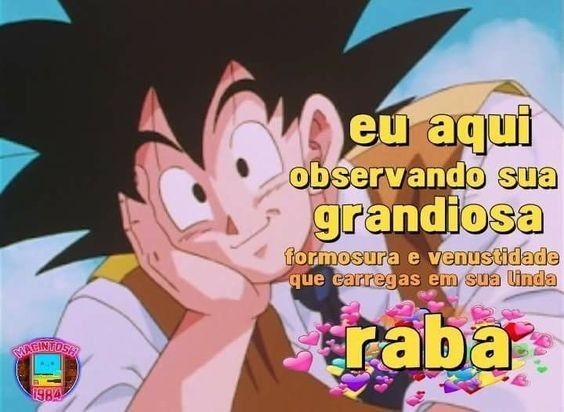 eu aqui
observando sua
grandiosa
formosura e venustidade
que carregas em sua linda
raba
MACINTOSH
1984